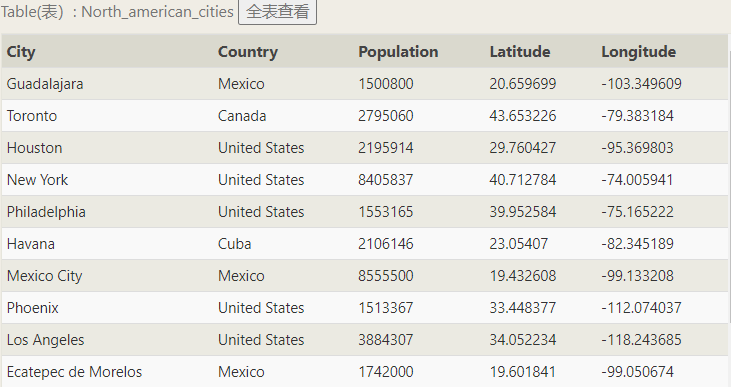 Table(表) : North_american_cities 全表查看
City Country Population Latitude Longitude
Guadalajara Mexico 1500800 20.659699 -103.349609
Toronto Canada 2795060 43.653226 -79.383184
Houston United States 2195914 29.760427 -95.369803
New York United States 8405837 40.712784 -74.005941
Philadelphia United States 1553165 39.952584 -75.165222
Havana Cuba 2106146 23.05407 -82.345189
Mexico City Mexico 8555500 19.432608 -99.133208
Phoenix United States 1513367 33.448377 -112.074037
Los Angeles United States 3884307 34.052234 -118.243685
Ecatepec de Morelos Mexico 1742000 19.601841 -99.050674